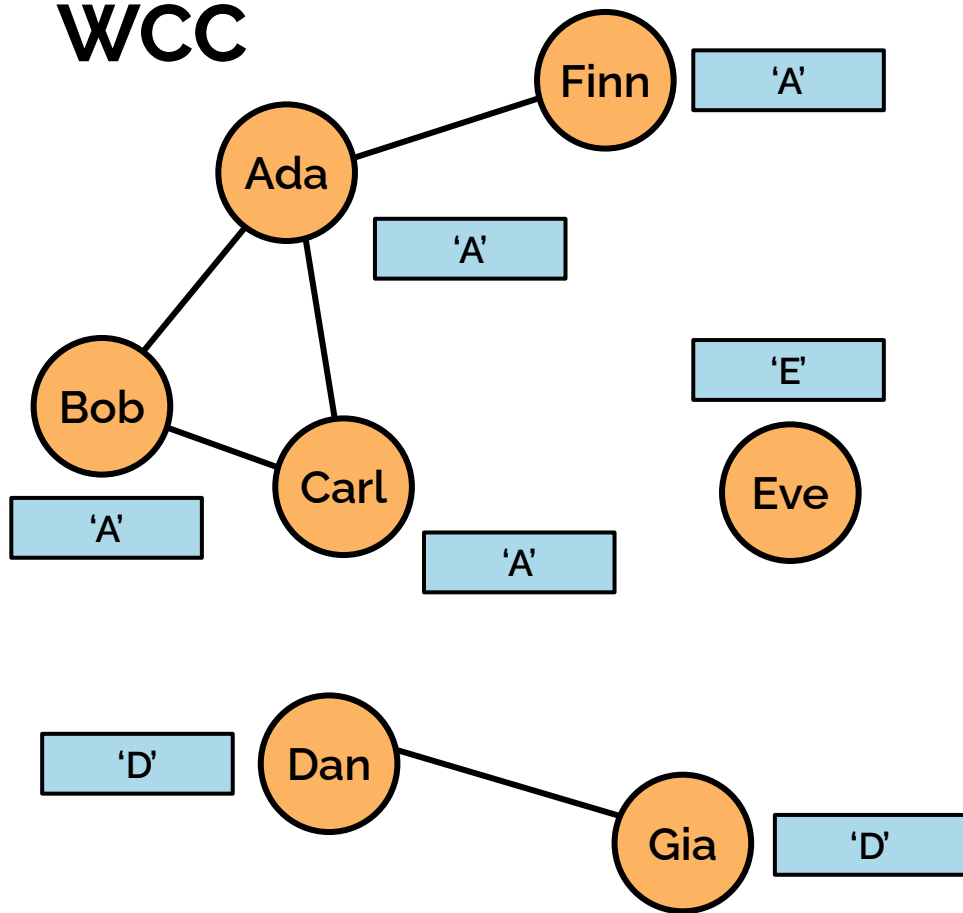 WCC
Finn
‘A’
Ada
‘A’
‘E’
Bob
Carl
Eve
‘A’
‘A’
‘D’
Dan
Gia
‘D’